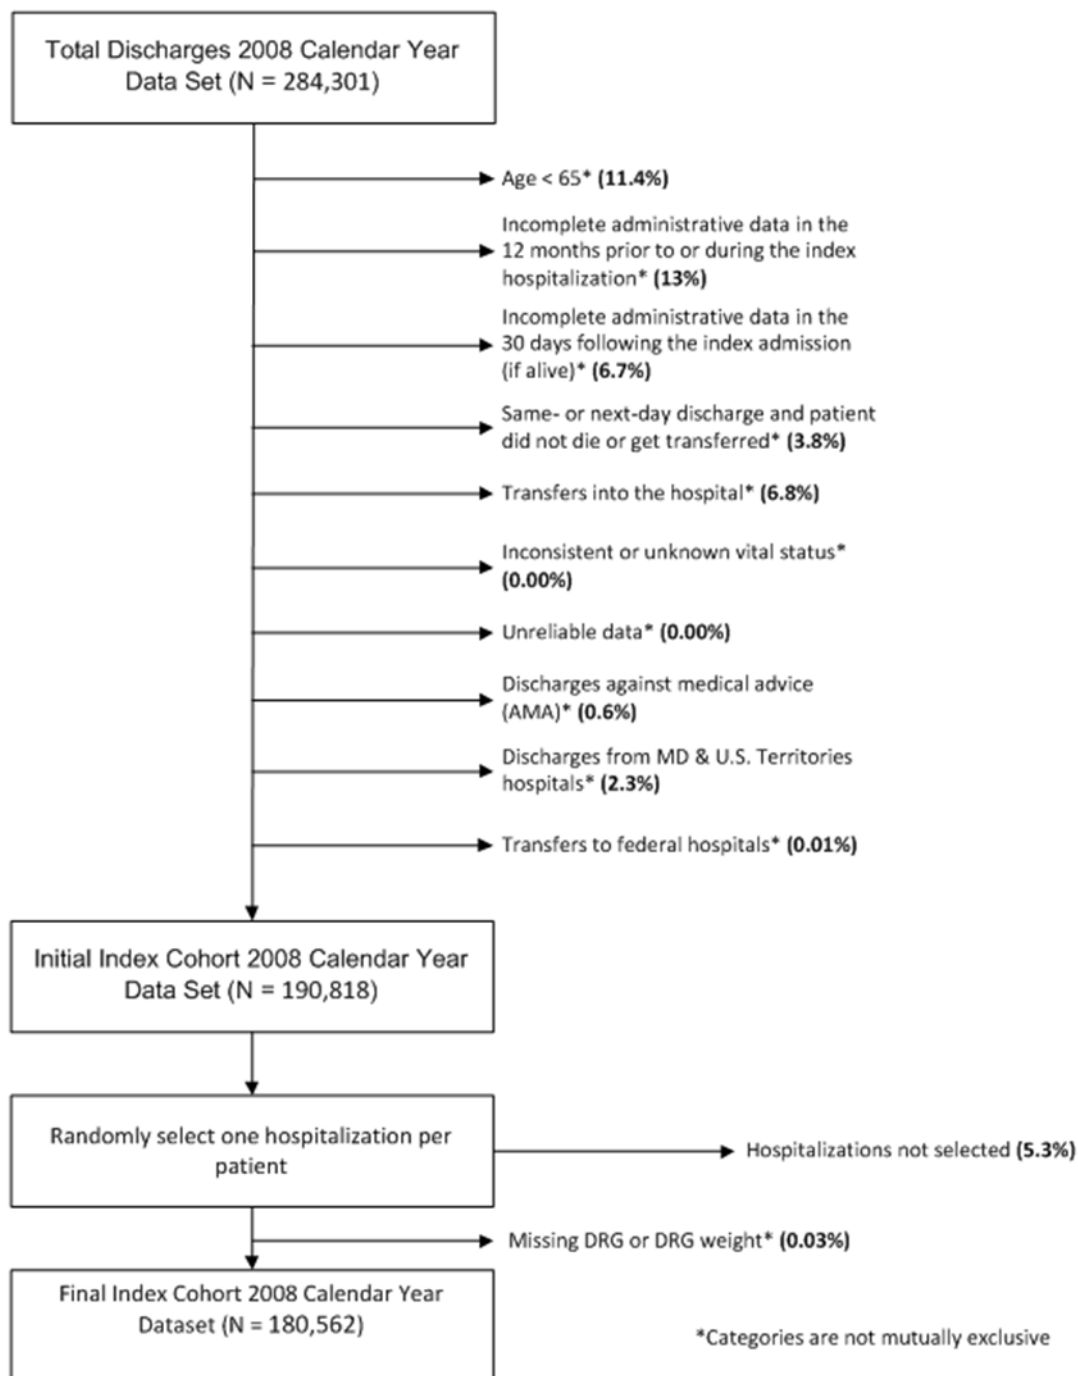 Total Discharges 2008 Calendar Year
Data Set (N = 284,301)
Age < 65* (11.4%)
Incomplete administrative data in the
12 months prior to or during the index
hospitalization* (13%)
Incomplete administrative data in the
30 days following the index admission
(if alive)* (6.7%)
Same- or next-day discharge and patient
did not die or get transferred* (3.8%)
Transfers into the hospital* (6.8%)
Inconsistent or unknown vital status*
(0.00%)
Unreliable data* (0.00%)
Discharges against medical advice
(AMA)* (0.6%)
Discharges from MD & U.S. Territories
hospitals* (2.3%)
Transfers to federal hospitals* (0.01%)
Initial Index Cohort 2008 Calendar Year
Data Set (N = 190,818)
Randomly select one hospitalization per
patient
Hospitalizations not selected (5.3%)
Missing DRG or DRG weight* (0.03%)
Final Index Cohort 2008 Calendar Year
Dataset (N = 180,562)
*Categories are not mutually exclusive